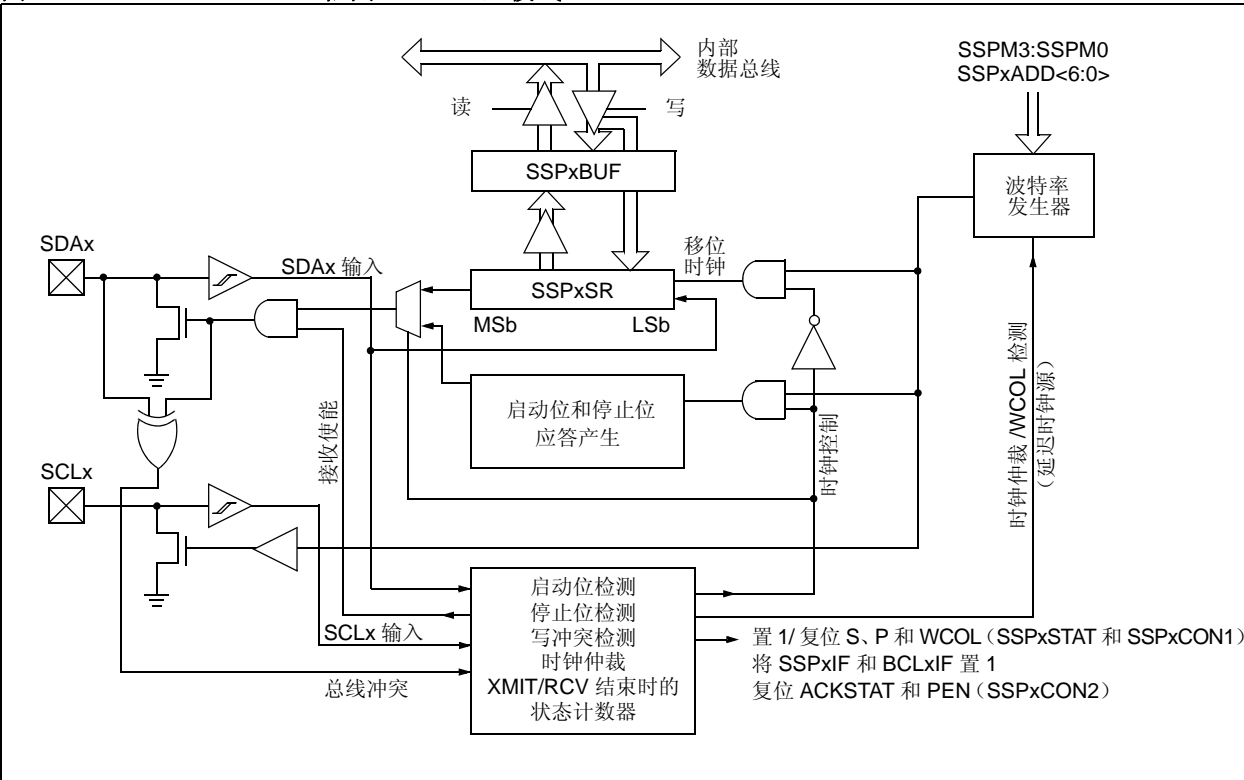 内部
数据总线
SSPM3:SSPM0
SSPxADD<6:0>
读
写
SSPxBUF
波特率
发生器
SDAx
SDAx 输入
移位
时钟
SSPxSR
MSb
LSb
启动位和停止位
应答产生
接收使能
时钟控制
时钟仲裁 /WCOL 检测
（延迟时钟源）
SCLx
启动位检测
停止位检测
写冲突检测
时钟仲裁
XMIT/RCV 结束时的
状态计数器
SCLx 输入
总线冲突
置 1/ 复位 S、P 和 WCOL（SSPxSTAT 和 SSPxCON1）
将 SSPxIF 和 BCLxIF 置 1
复位 ACKSTAT 和 PEN（SSPxCON2）